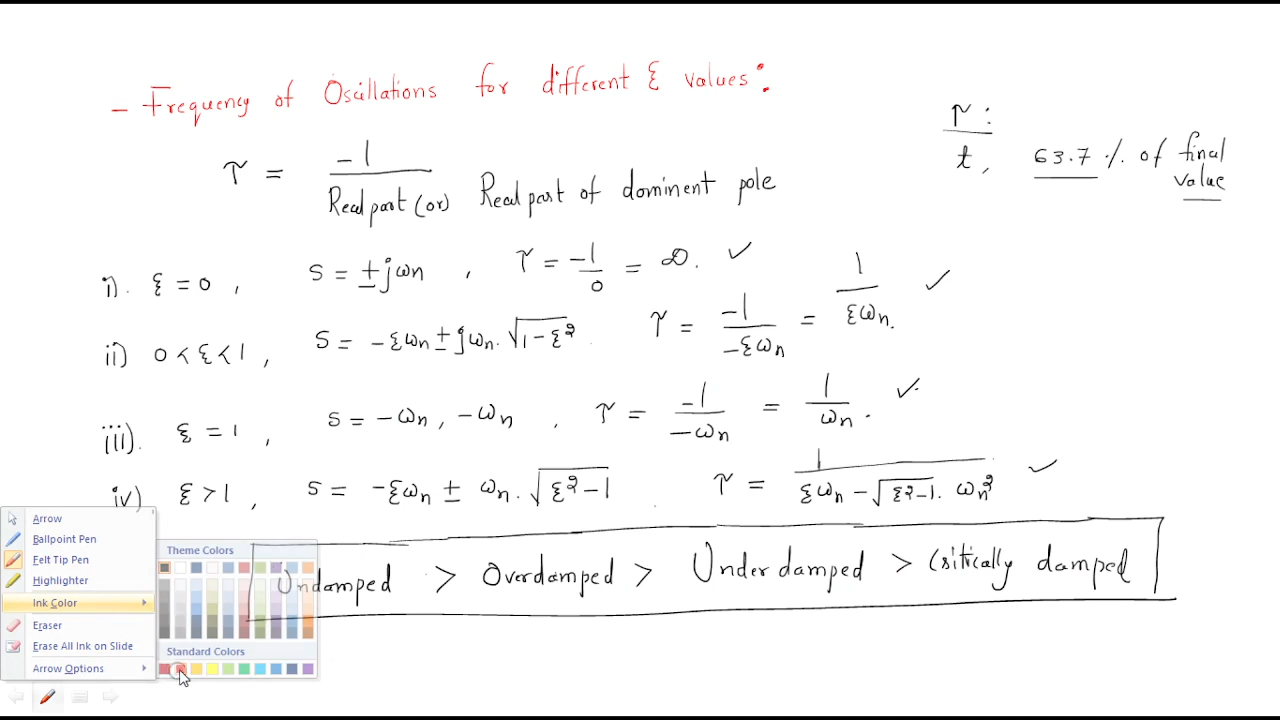 - Frequency of Oscillations for different ξ values :
τ :
t, 63.7 % of final value
τ = -1 / Real part (or) Real part of dominent pole
i). ξ = 0 , S = ± jωn , τ = -1/0 = ∞. ✓
ii) 0 < ξ < 1, S = -ξωn ± jωn. √1-ξ² τ = -1/-ξωn = 1/ξωn. ✓
iii). ξ = 1 , S = -ωn, -ωn , τ = -1/-ωn = 1/ωn . ✓
iv) ξ > 1 , S = -ξωn ± ωn. √ξ²-1 τ = 1/ξωn - √ξ²-1. ωn² ✓
Undamped > Overdamped > Under damped > Critically damped
Arrow
Ballpoint Pen
Felt Tip Pen
Highlighter
Ink Color
Eraser
Erase All Ink on Slide
Arrow Options
Theme Colors
Standard Colors